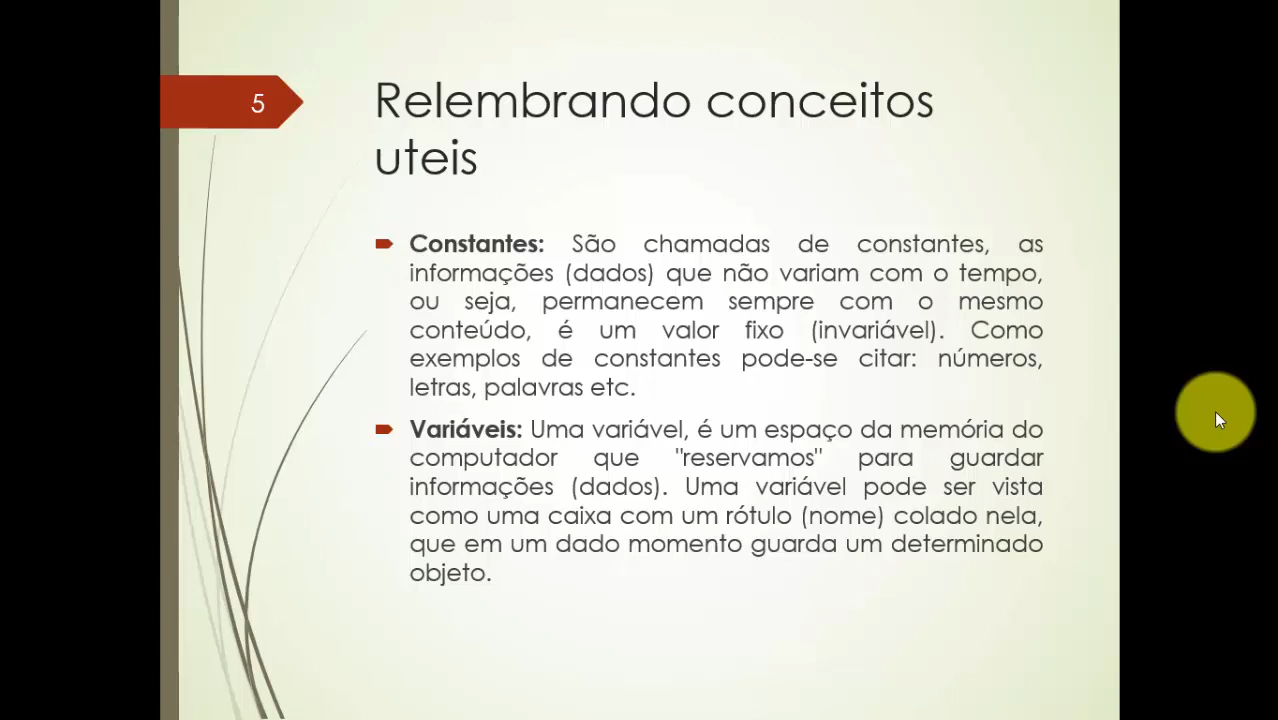 5
Relembrando conceitos
uteis
Constantes: São chamadas de constantes, as
informações (dados) que não variam com o tempo,
ou seja, permanecem sempre com o mesmo
conteúdo, é um valor fixo (invariável). Como
exemplos de constantes pode-se citar: números,
letras, palavras etc.
Variáveis: Uma variável, é um espaço da memória do
computador que "reservamos" para guardar
informações (dados). Uma variável pode ser vista
como uma caixa com um rótulo (nome) colado nela,
que em um dado momento guarda um determinado
objeto.